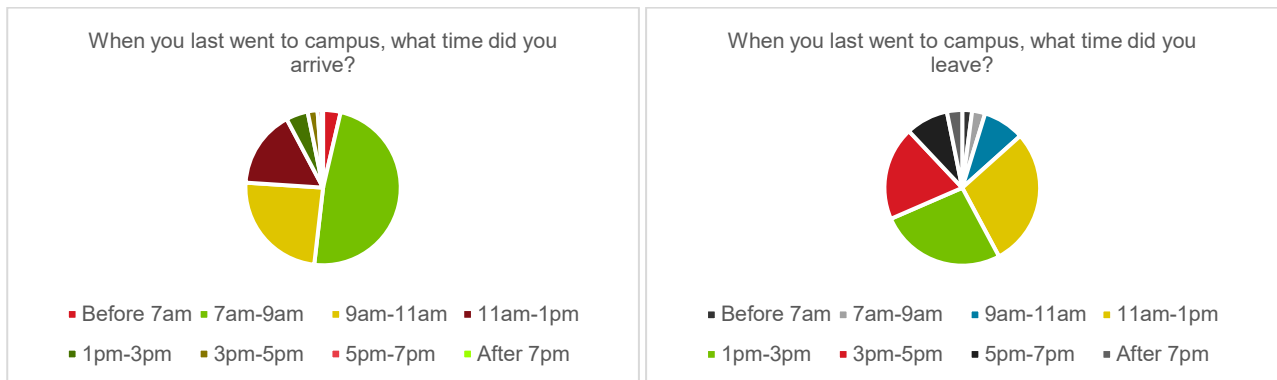 When you last went to campus, what time did you
arrive?
Before 7am 7am-9am 9am-11am 11am-1pm
1pm-3pm 3pm-5pm 5pm-7pm After 7pm
When you last went to campus, what time did you
leave?
Before 7am 7am-9am 9am-11am 11am-1pm
1pm-3pm 3pm-5pm 5pm-7pm After 7pm